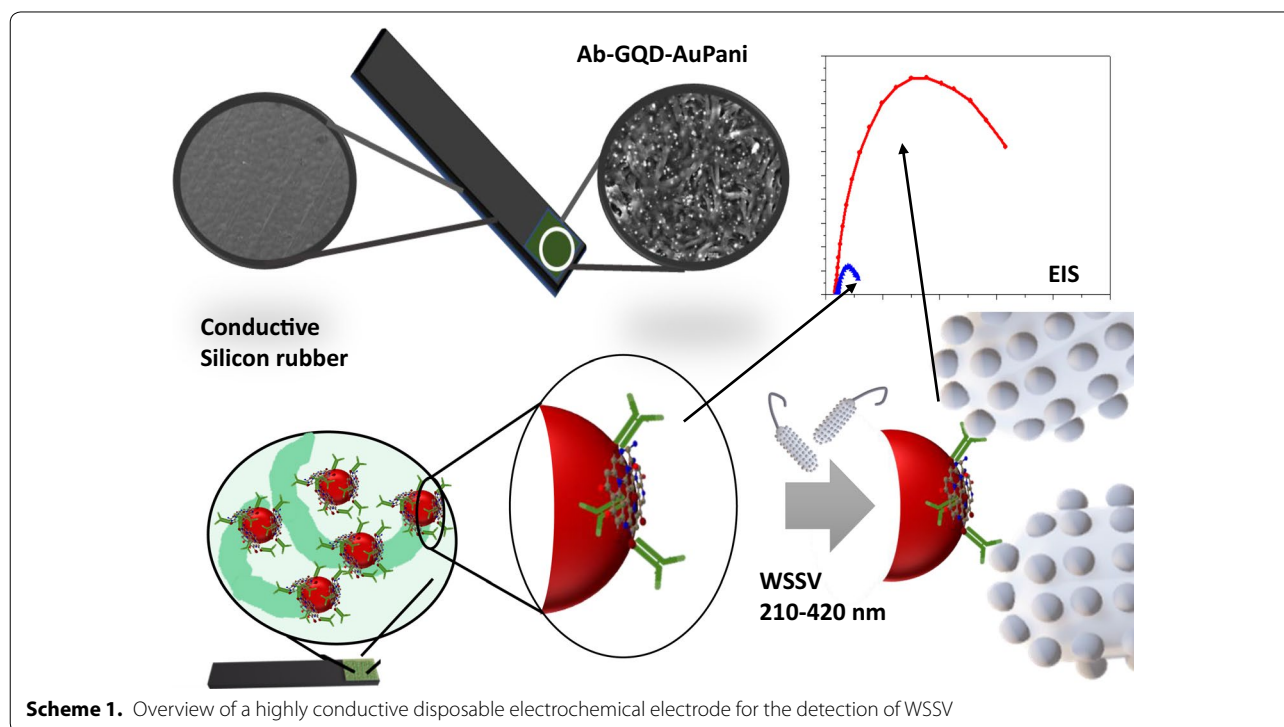 Ab-GQD-AuPani
EIS
Conductive
Silicon rubber
WSSV
210-420 nm
Scheme 1. Overview of a highly conductive disposable electrochemical electrode for the detection of WSSV